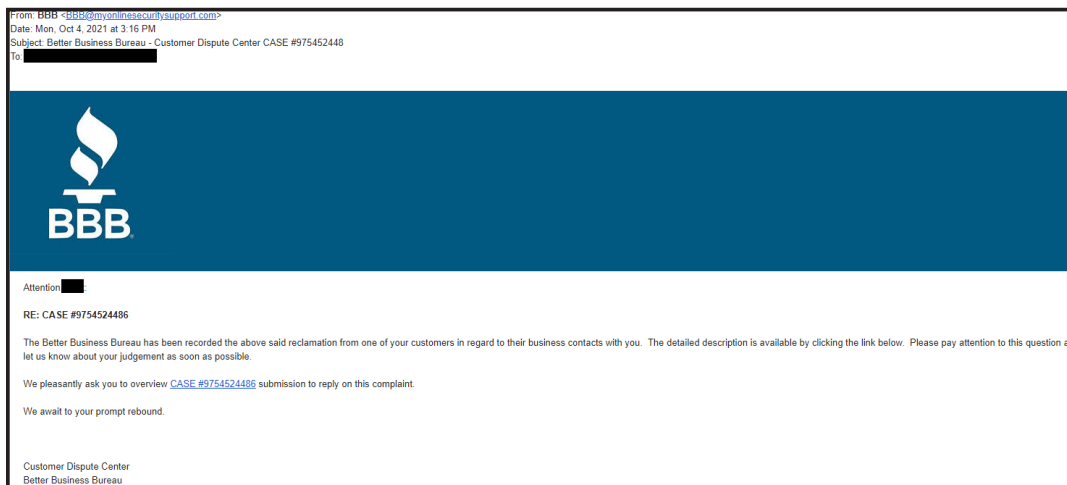 From: BBB <BBB@myonlinesecuritysupport.com>
Date: Mon, Oct 4, 2021 at 3:16 PM
Subject: Better Business Bureau - Customer Dispute Center CASE #975452448
To:
BBB
Attention :
RE: CASE #9754524486
The Better Business Bureau has been recorded the above said reclamation from one of your customers in regard to their business contacts with you. The detailed description is available by clicking the link below. Please pay attention to this question a
let us know about your judgement as soon as possible.
We pleasantly ask you to overview CASE #9754524486 submission to reply on this complaint.
We await to your prompt rebound.
Customer Dispute Center
Better Business Bureau